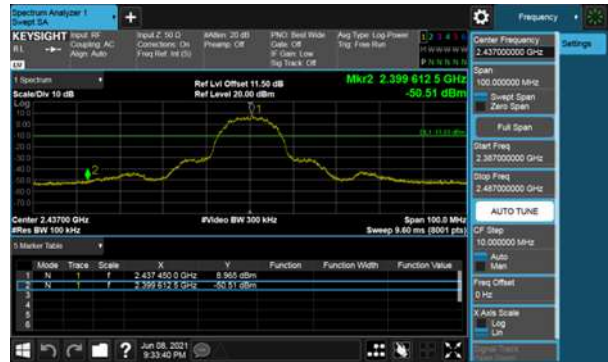 Spectrum Analyzer 1
Swept SA
Frequency
KEYSIGHT
Input: RF
Coupling: AC
Align: Auto
Input Z: 50 Ω
Corrections: On
Freq Ref: Int (S)
#Atten: 20 dB
Preamp: Off
PNO: Best Wide
Gate: Off
IF Gain: Low
Sig Track: Off
Avg Type: Log-Power
Trig: Free Run
Center Frequency
2.437000000 GHz
Settings
Span
100.000000 MHz
Swept Span
Zero Span
Full Span
Start Freq
2.387000000 GHz
Stop Freq
2.487000000 GHz
AUTO TUNE
CF Step
10.000000 MHz
Auto
Man
Freq Offset
0 Hz
X Axis Scale
Log
Lin
1 Spectrum
Scale/Div 10 dB
Log
Ref Lvl Offset 11.50 dB
Ref Level 20.00 dBm
Mkr2 2.399 612 5 GHz
-50.51 dBm
Center 2.43700 GHz
#Res BW 100 kHz
#Video BW 300 kHz
Span 100.0 MHz
Sweep 9.60 ms (8001 pts)
5 Marker Table
Mode Trace Scale X Y Function Function Width Function Value
1 N 1 f 2.437 450 0 GHz 8.965 dBm
2 N 1 f 2.399 612 5 GHz -50.51 dBm
3
4
5
6
Jun 08, 2021
9:33:40 PM